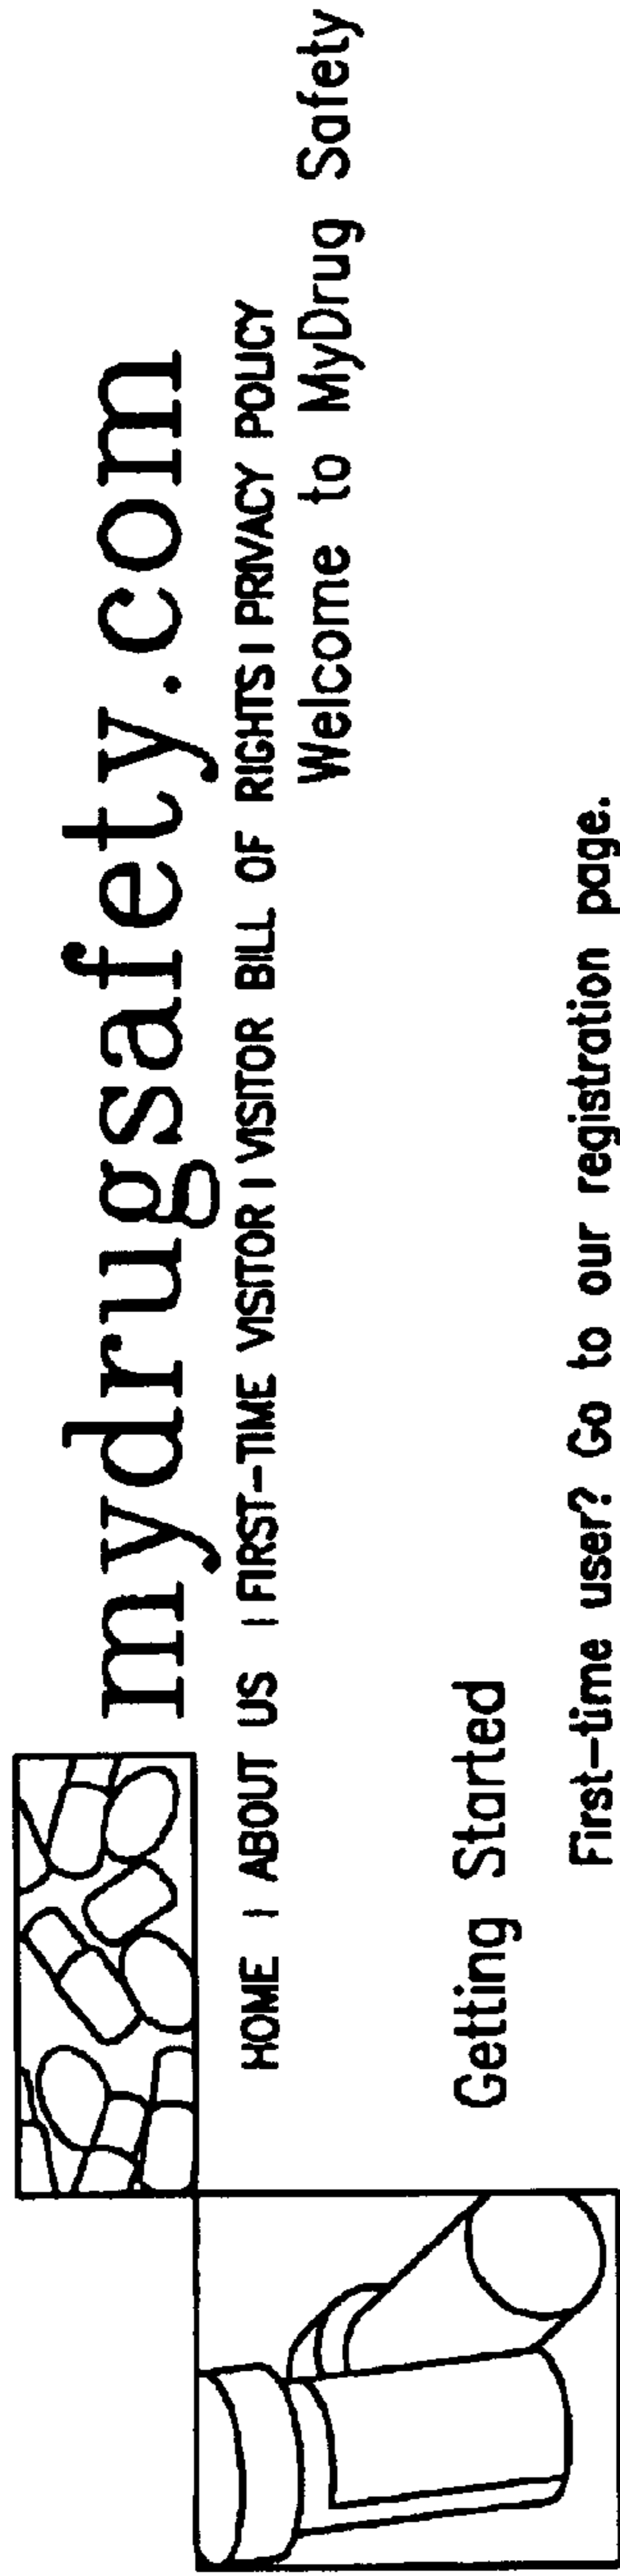 mydrugsafety.com
HOME | ABOUT US | FIRST-TIME VISITOR | VISITOR BILL OF RIGHTS | PRIVACY POLICY
Welcome to MyDrug Safety
Getting Started
First-time user? Go to our registration page.